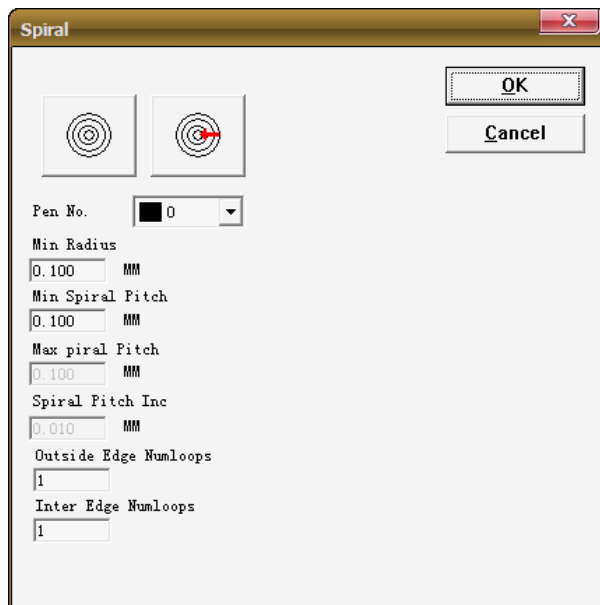 Spiral
OK
Cancel
Pen No.
0
Min Radius
0.100 MM
Min Spiral Pitch
0.100 MM
Max piral Pitch
0.100 MM
Spiral Pitch Inc
0.010 MM
Outside Edge Numloops
1
Inter Edge Numloops
1